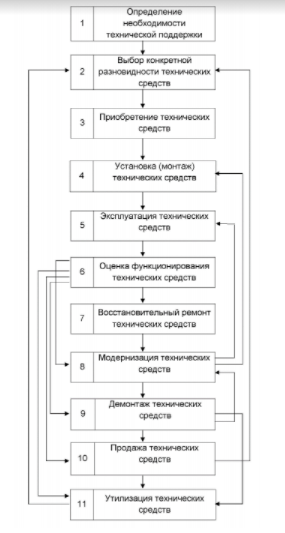 1
Определение
необходимости
технической поддержки
2
Выбор конкретной
разновидности технических
средств
3
Приобретение технических
средств
4
Установка (монтаж)
технических средств
5
Эксплуатация технических
средств
6
Оценка функционирования
технических средств
7
Восстановительный ремонт
технических средств
8
Модернизация технических
средств
9
Демонтаж технических
средств
10
Продажа технических
средств
11
Утилизация технических
средств